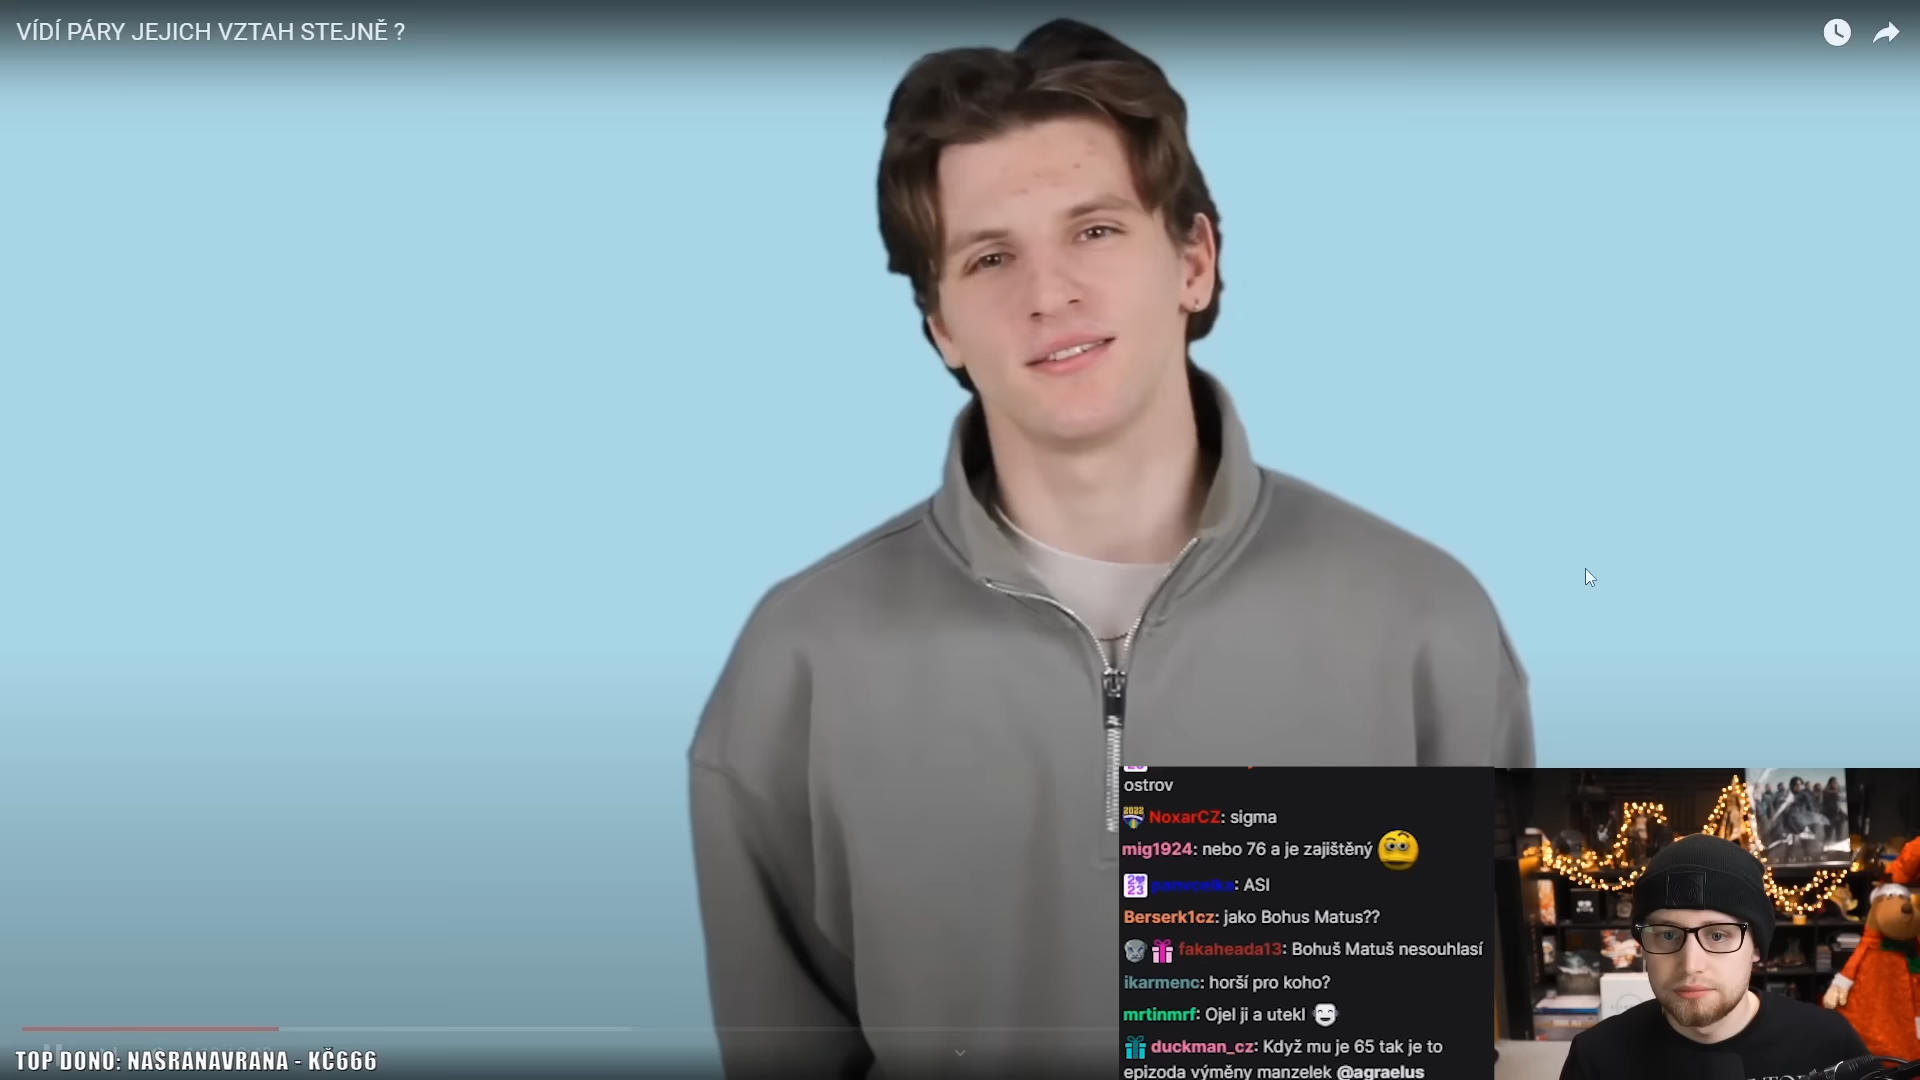 VÍDÍ PÁRY JEJICH VZTAH STEJNĚ ?
ostrov
NoxarCZ: sigma
mig1924: nebo 76 a je zajištěný
: ASI
Berserk1cz: jako Bohus Matus??
fakaheada13: Bohuš Matuš nesouhlasí
ikarmenc: horší pro koho?
mrtinmrf: Ojel ji a utekl
duckman_cz: Když mu je 65 tak je to
epizoda výměny manzelek @agraelus
TOP DONO: NASRANAVRANA - KČ666